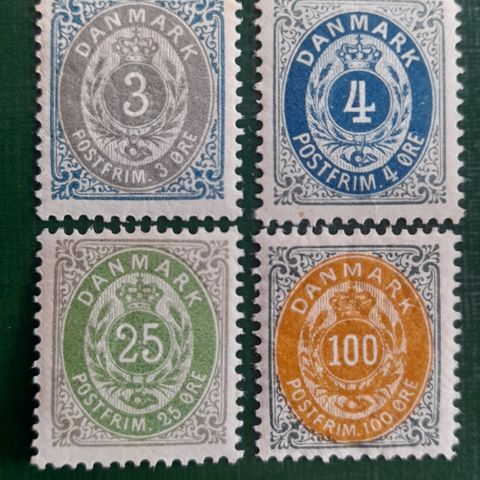 DANMARK
3
POSTFRIM. 3 ØRE
DANMARK
4
POSTFRIM. 4 ØRE
DANMARK
25
POSTFRIM. 25 ØRE
DANMARK
100
POSTFRIM. 100 ØRE